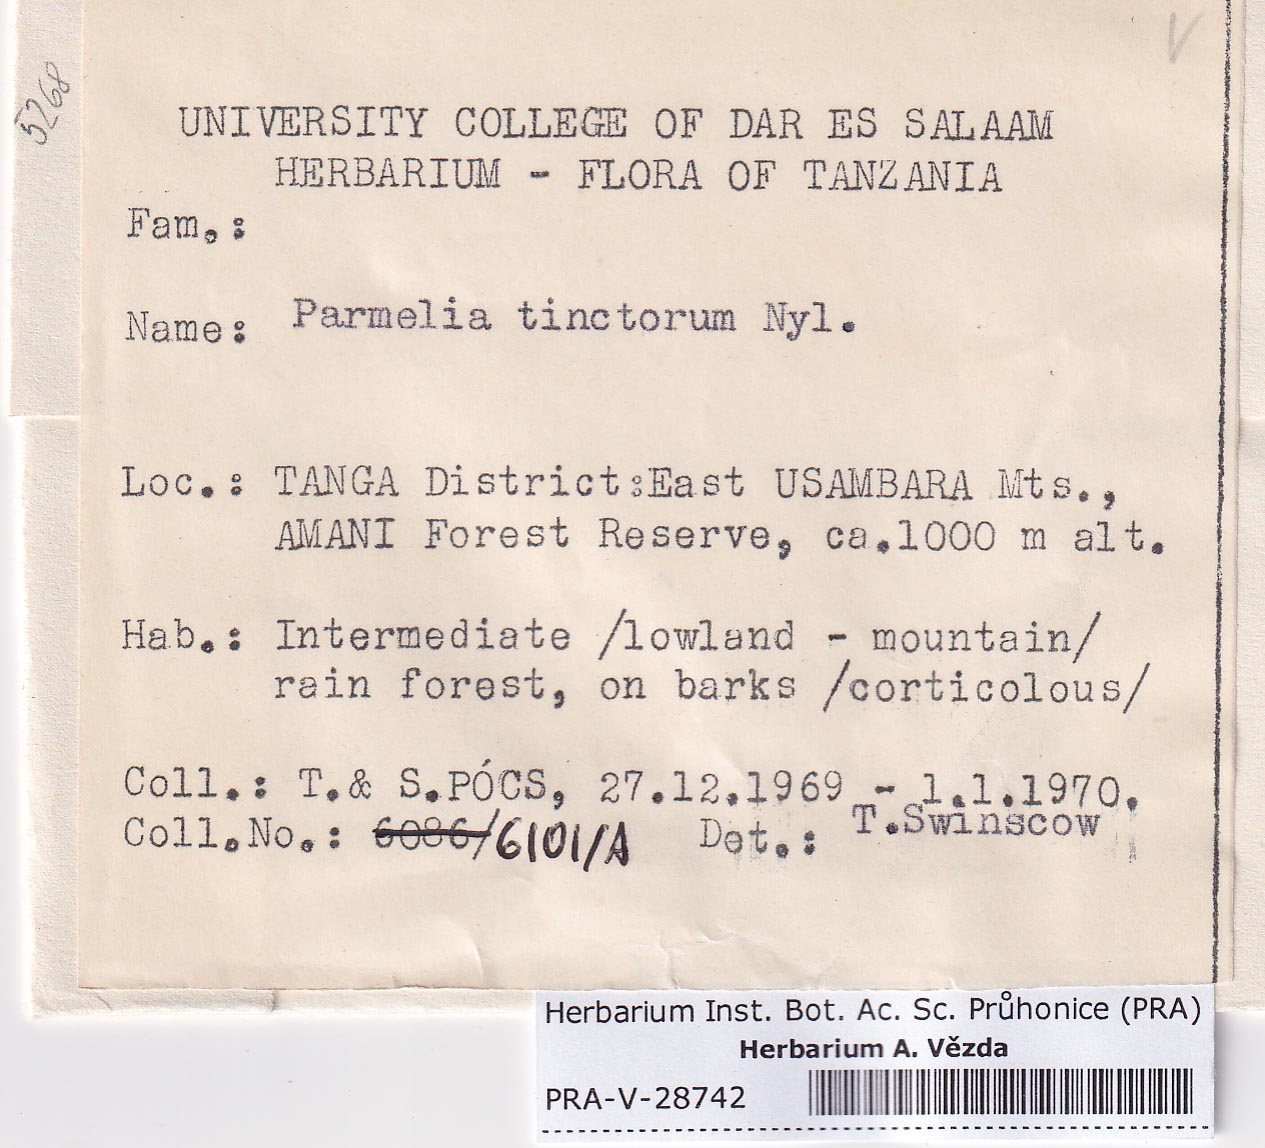 V
5268
UNIVERSITY COLLEGE OF DAR ES SALAAM
HERBARIUM - FLORA OF TANZANIA
Fam.:
Name: Parmelia tinctorum Nyl.
Loc.: TANGA District:East USAMBARA Mts.,
AMANI Forest Reserve, ca.1000 m alt.
Hab.: Intermediate /lowland - mountain/
rain forest, on barks /corticolous/
Coll.: T.& S.PÓCS, 27.12.1969 - 1.1.1970.
Coll.No.: 6086/6101/A Det.: T.Swinscow
Herbarium Inst. Bot. Ac. Sc. Průhonice (PRA)
Herbarium A. Vězda
PRA-V-28742